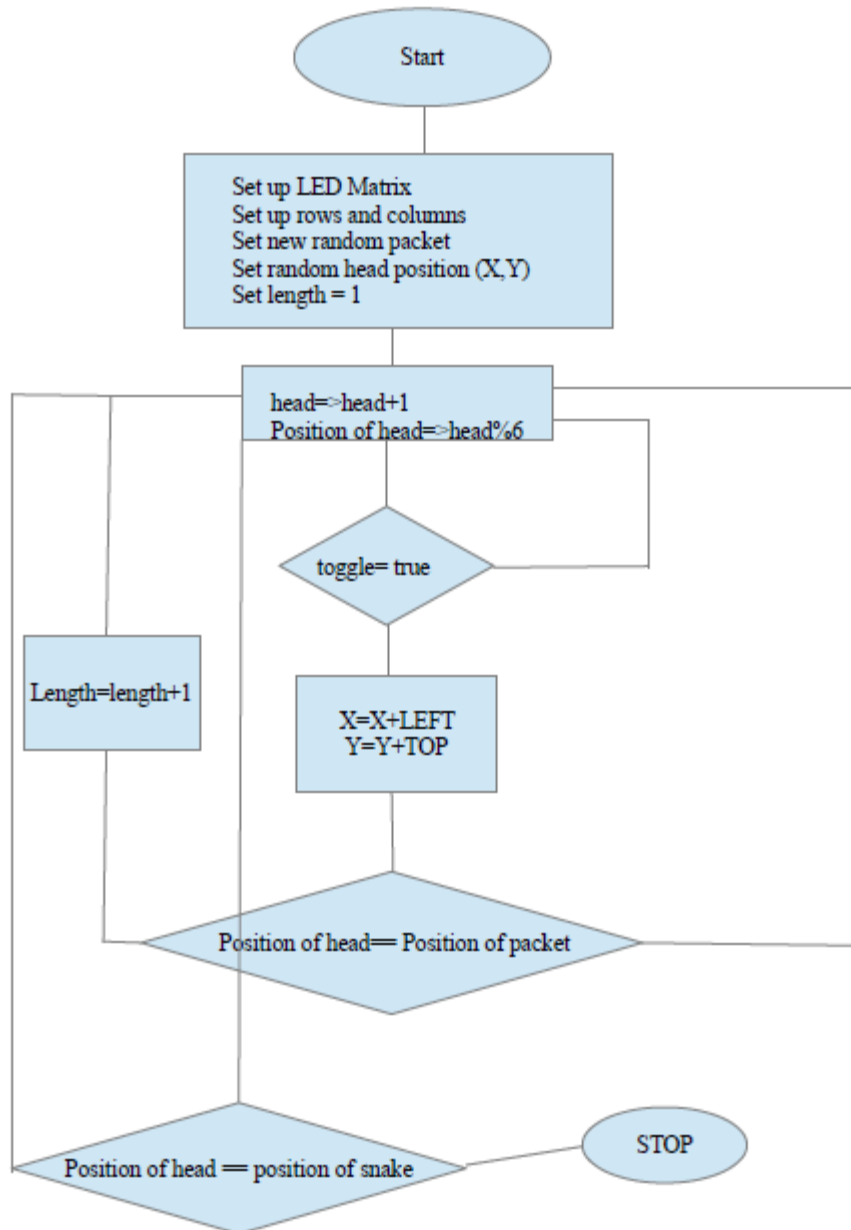 Start
Set up LED Matrix
Set up rows and columns
Set new random packet
Set random head position (X,Y)
Set length = 1
head=>head+1
Position of head=>head%6
toggle= true
Length=length+1
X=X+LEFT
Y=Y+TOP
Position of head== Position of packet
Position of head == position of snake
STOP